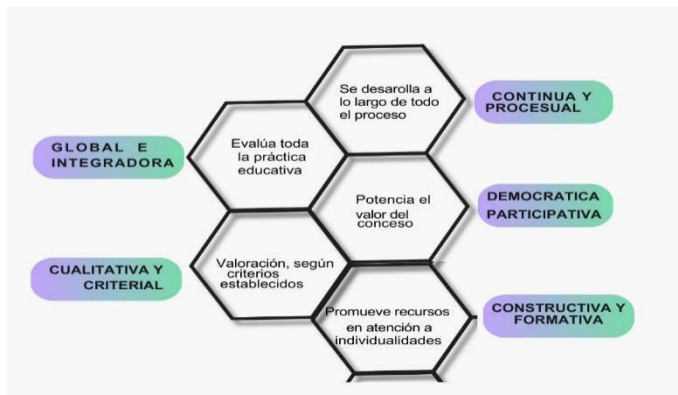 Se desarolla a
lo largo de todo
el proceso
CONTINUA Y
PROCESUAL
GLOBAL E
INTEGRADORA
Evalúa toda
la práctica
educativa
Potencia el
valor del
conceso
DEMOCRATICA
PARTICIPATIVA
CUALITATIVA Y
CRITERIAL
Valoración, según
criterios
establecidos
Promueve recursos
en atención a
individualidades
CONSTRUCTIVA Y
FORMATIVA